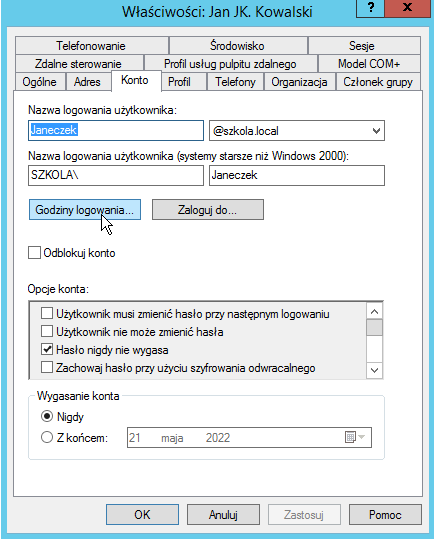 Właściwości: Jan JK. Kowalski
?
x
Telefonowanie Środowisko Sesje
Zdalne sterowanie Profil usług pulpitu zdalnego Model COM+
Ogólne Adres Konto Profil Telefony Organizacja Członek grupy
Nazwa logowania użytkownika:
Janeczek @szkola.local
Nazwa logowania użytkownika (systemy starsze niż Windows 2000):
SZKOLA\ Janeczek
Godziny logowania... Zaloguj do...
Odblokuj konto
Opcje konta:
Użytkownik musi zmienić hasło przy następnym logowaniu
Użytkownik nie może zmienić hasła
Hasło nigdy nie wygasa
Zachowaj hasło przy użyciu szyfrowania odwracalnego
Wygasanie konta
Nigdy
Z końcem: 21 maja 2022
OK Anuluj Zastosuj Pomoc